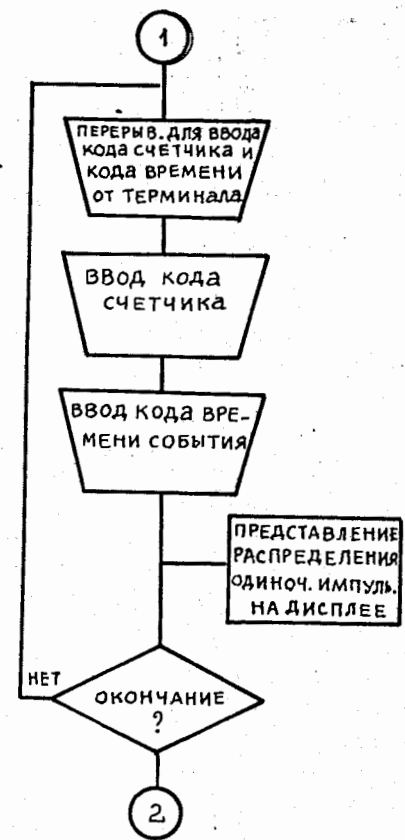 1
ПЕРЕРЫВ. ДЛЯ ВВОДА
КОДА СЧЕТЧИКА И
КОДА ВРЕМЕНИ
ОТ ТЕРМИНАЛА
ВВОД КОДА
СЧЕТЧИКА
ВВОД КОДА ВРЕ-
МЕНИ СОБЫТИЯ
ПРЕДСТАВЛЕНИЕ
РАСПРЕДЕЛЕНИЯ
ОДИНОЧ. ИМПУЛЬ.
НА ДИСПЛЕЕ
НЕТ
ОКОНЧАНИЕ
?
2